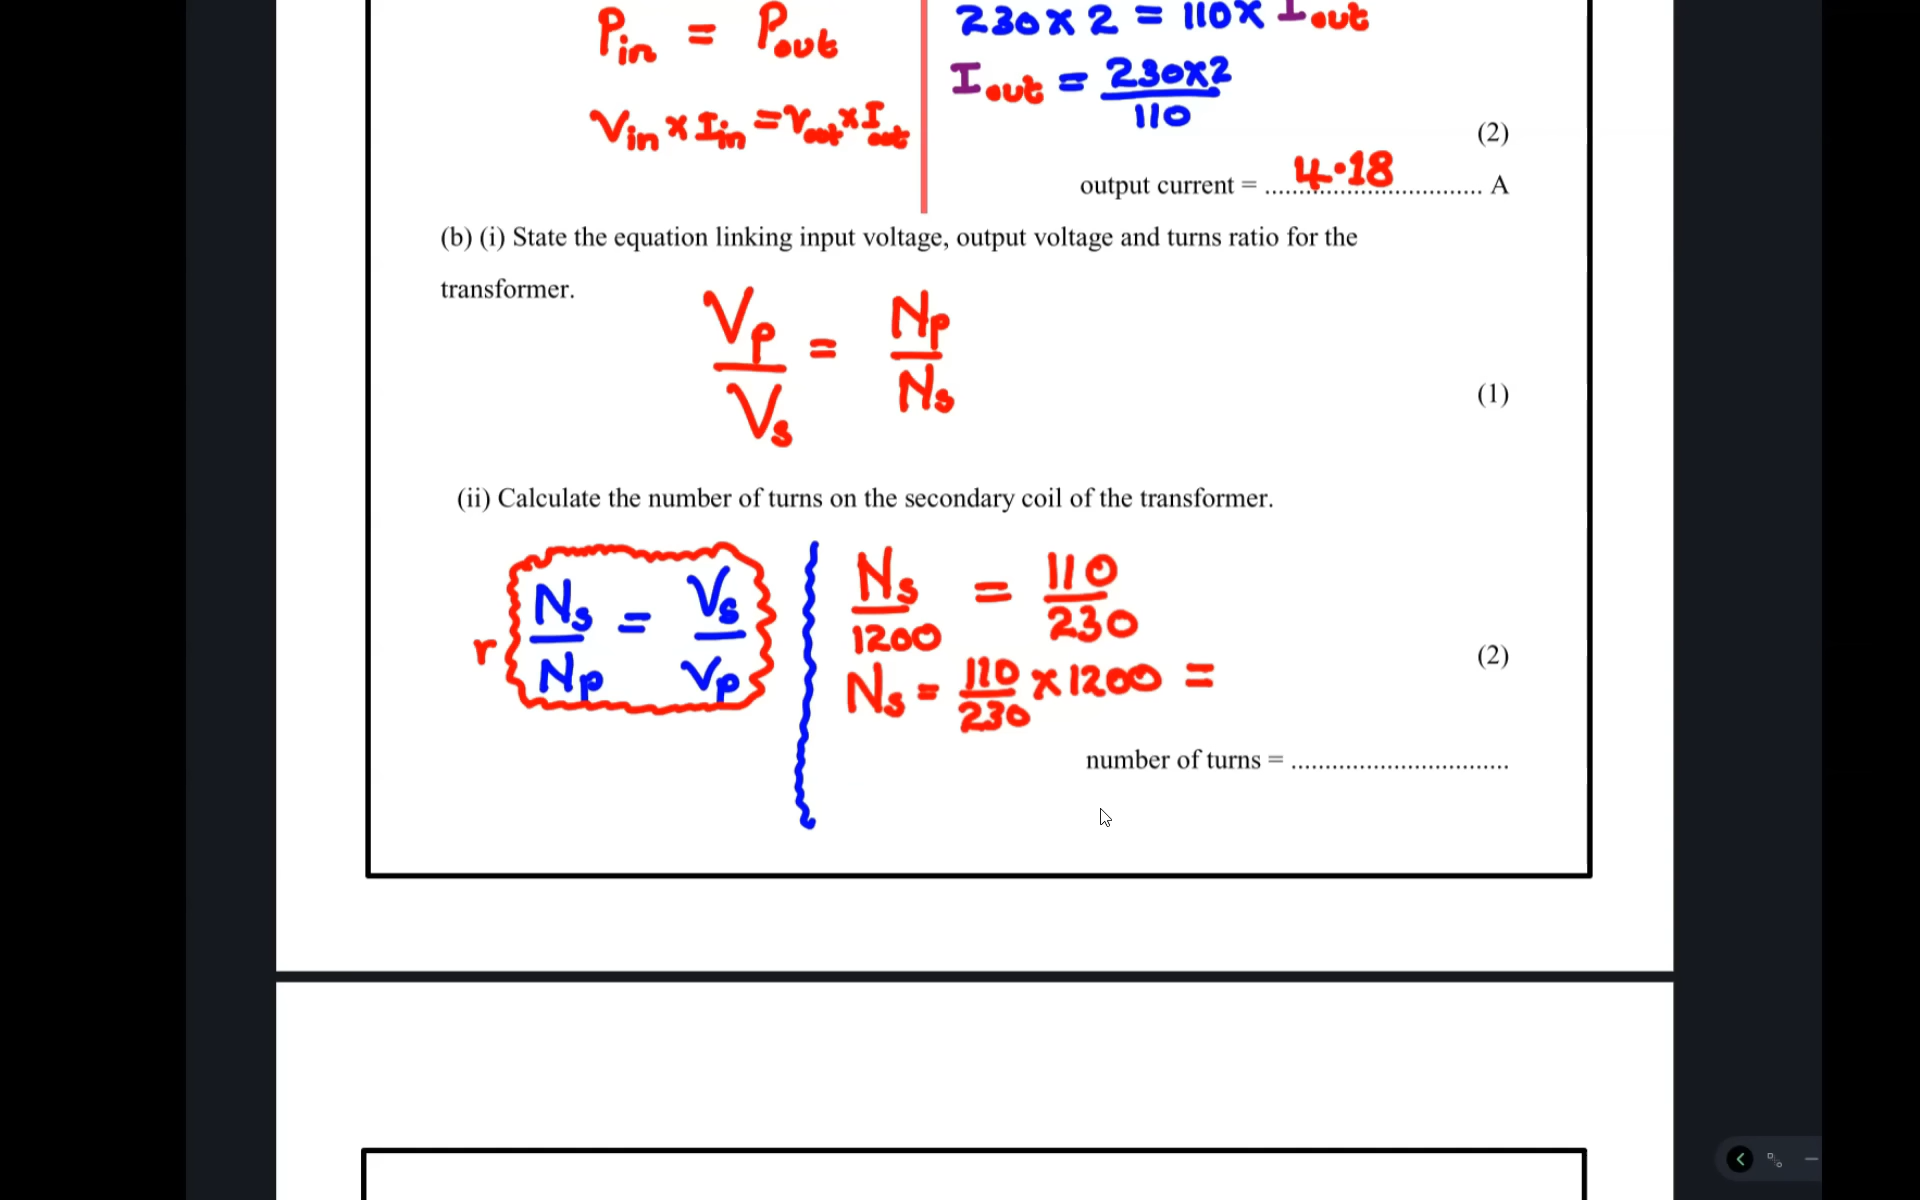 Pin = Pout
Vin × Iin = Vout × Iout
230 × 2 = 110 × Iout
Iout = 230×2
110
(2)
output current = 4.18 A
(b) (i) State the equation linking input voltage, output voltage and turns ratio for the
transformer.
Vp = Np
Vs Ns
(1)
(ii) Calculate the number of turns on the secondary coil of the transformer.
r
Ns = Vs
Np Vp
Ns = 110
1200 230
Ns = 110 × 1200 =
230
(2)
number of turns = ................................